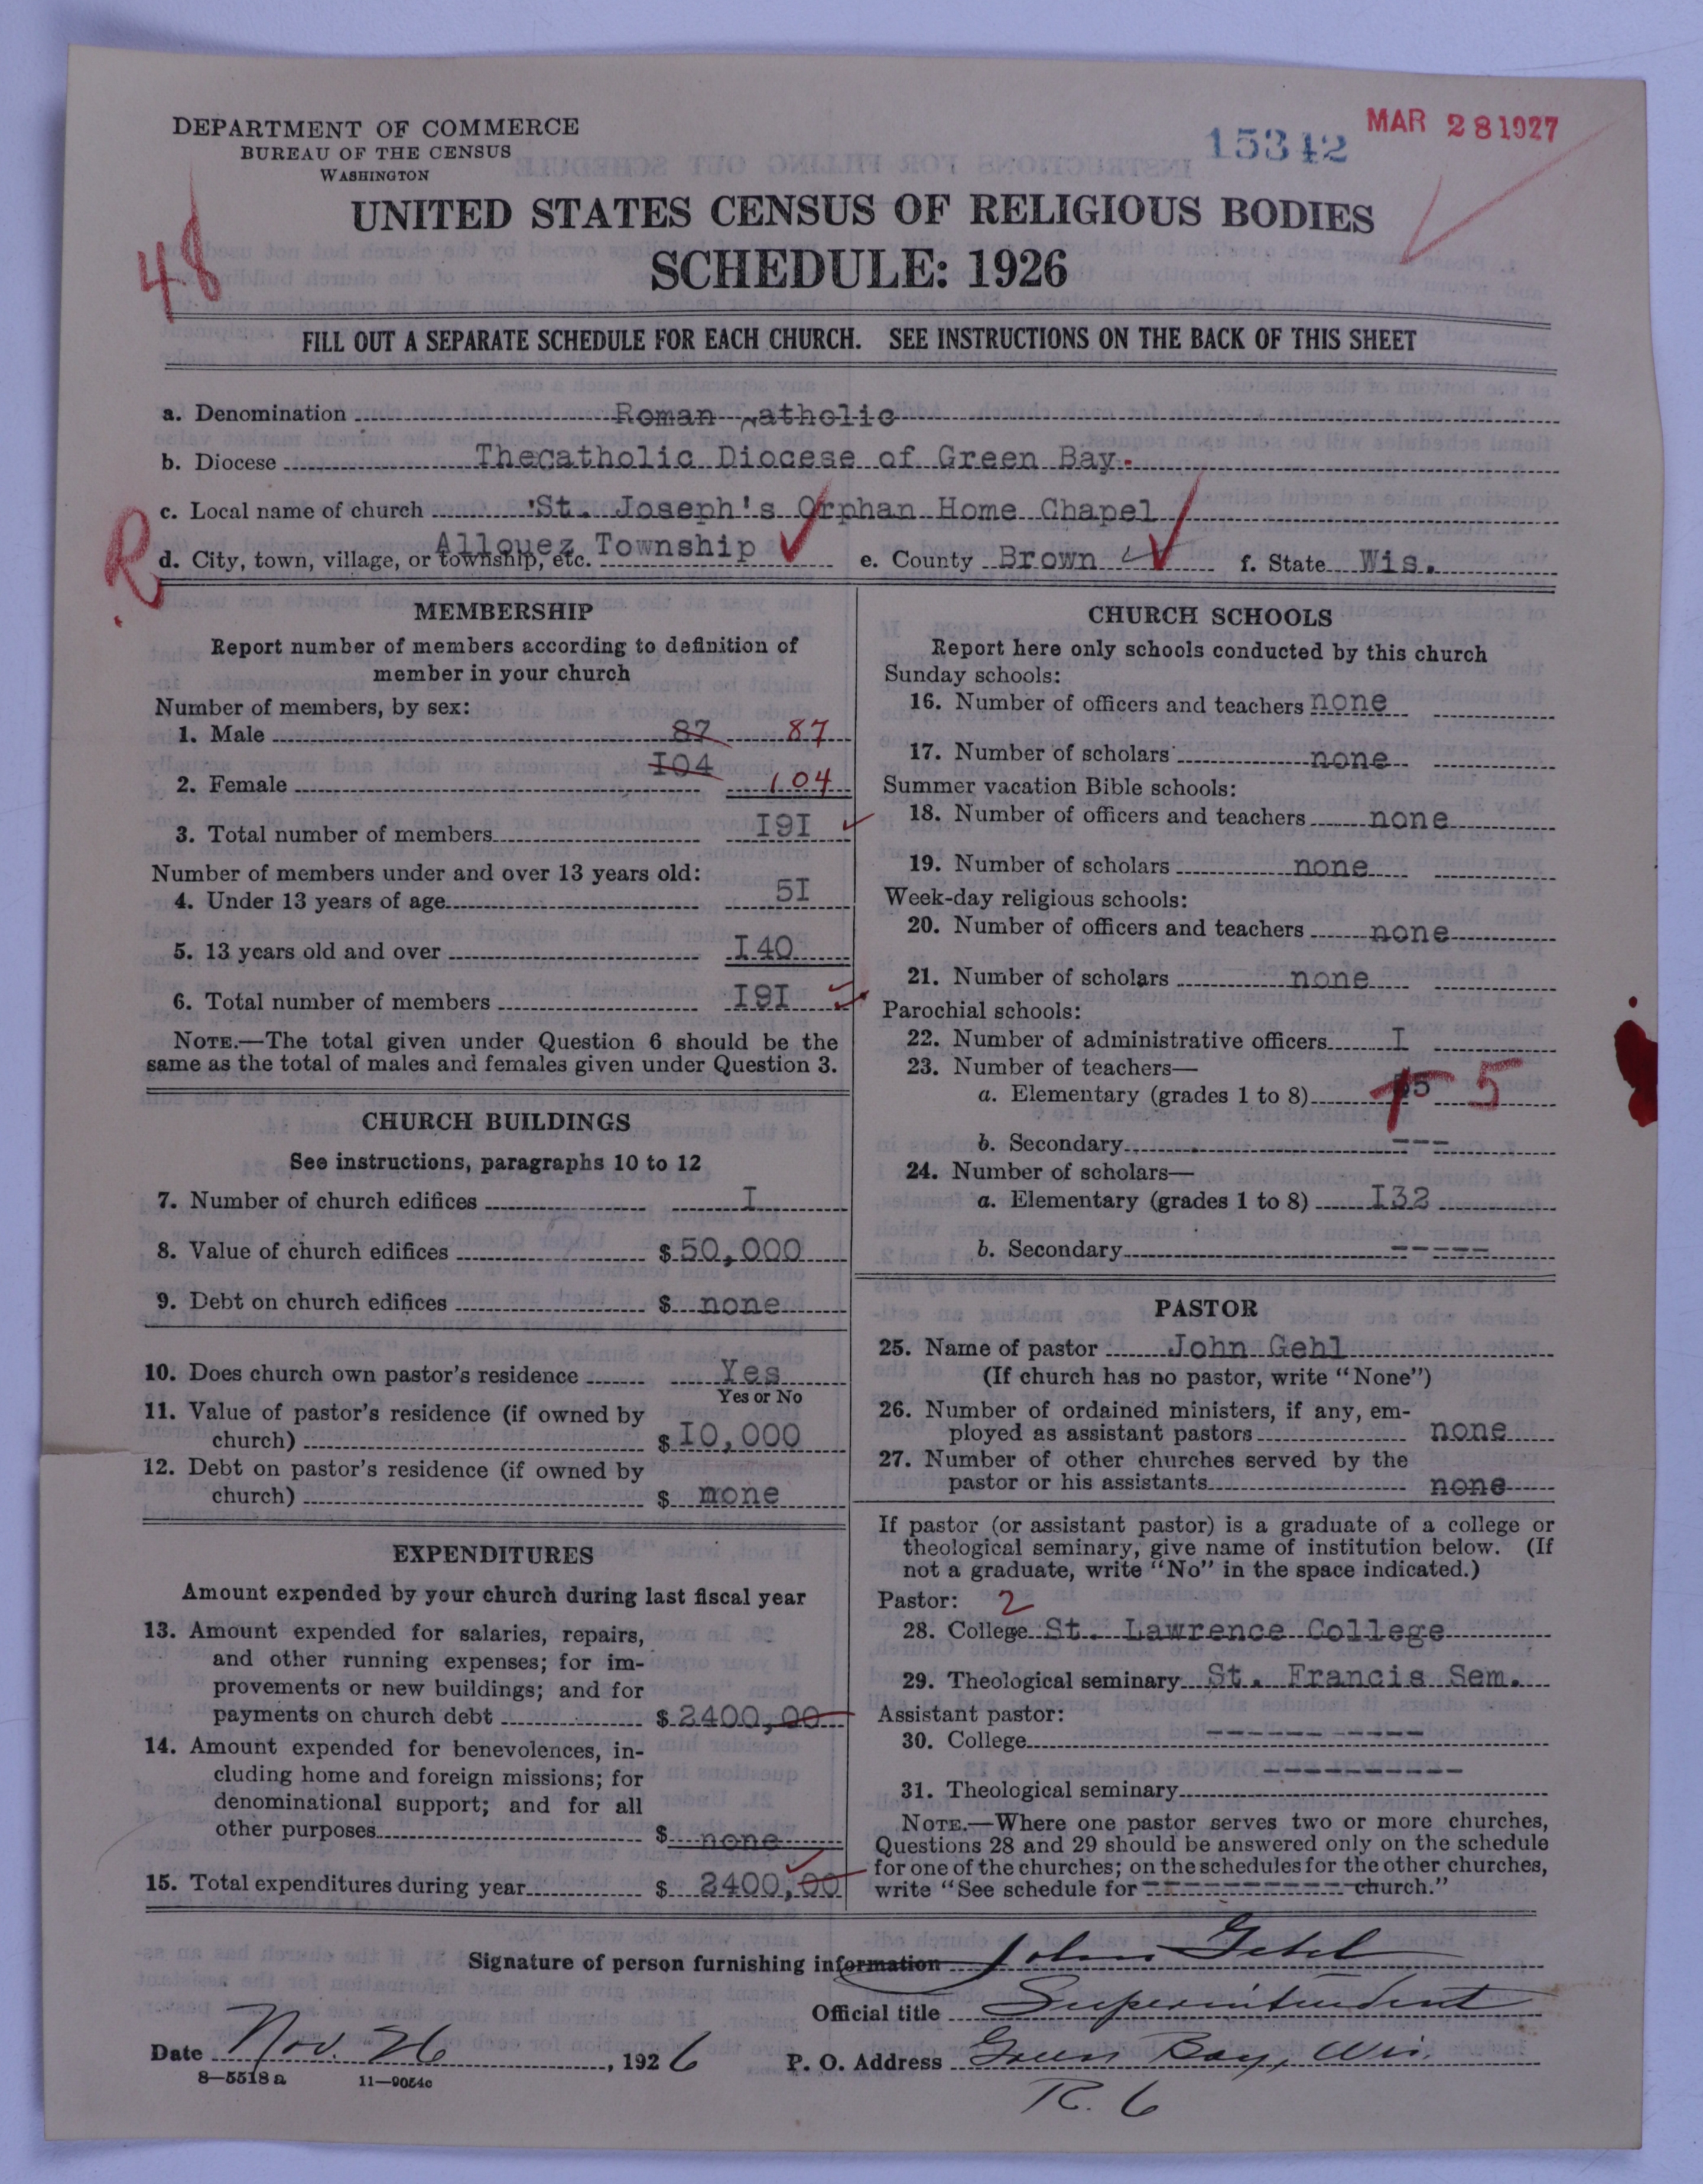 DEPARTMENT OF COMMERCE
BUREAU OF THE CENSUS
WASHINGTON
15342
MAR 28 1927
48
UNITED STATES CENSUS OF RELIGIOUS BODIES
SCHEDULE: 1926
FILL OUT A SEPARATE SCHEDULE FOR EACH CHURCH. SEE INSTRUCTIONS ON THE BACK OF THIS SHEET
a. Denomination Roman Catholic
b. Diocese TheCatholic Diocese of Green Bay.
c. Local name of church 'St. Joseph's Orphan Home Chapel
R
d. City, town, village, or township, etc. Allouez Township e. County Brown f. State Wis.
MEMBERSHIP
Report number of members according to definition of
member in your church
Number of members, by sex:
1. Male 87 87
2. Female I04 104
3. Total number of members I9I
Number of members under and over 13 years old:
4. Under 13 years of age 5I
5. 13 years old and over I40
6. Total number of members I9I
NOTE.—The total given under Question 6 should be the
same as the total of males and females given under Question 3.
CHURCH BUILDINGS
See instructions, paragraphs 10 to 12
7. Number of church edifices I
8. Value of church edifices $ 50,000
9. Debt on church edifices $ none
10. Does church own pastor's residence Yes
Yes or No
11. Value of pastor's residence (if owned by
church) $ I0,000
12. Debt on pastor's residence (if owned by
church) $ none
EXPENDITURES
Amount expended by your church during last fiscal year
13. Amount expended for salaries, repairs,
and other running expenses; for im-
provements or new buildings; and for
payments on church debt $ 2400,00
14. Amount expended for benevolences, in-
cluding home and foreign missions; for
denominational support; and for all
other purposes $ none
15. Total expenditures during year $ 2400,00
CHURCH SCHOOLS
Report here only schools conducted by this church
Sunday schools:
16. Number of officers and teachers none
17. Number of scholars none
Summer vacation Bible schools:
18. Number of officers and teachers none
19. Number of scholars none
Week-day religious schools:
20. Number of officers and teachers none
21. Number of scholars none
Parochial schools:
22. Number of administrative officers I
23. Number of teachers—
a. Elementary (grades 1 to 8) 5 5
b. Secondary ---
24. Number of scholars—
a. Elementary (grades 1 to 8) I32
b. Secondary -----
PASTOR
25. Name of pastor John Gehl
(If church has no pastor, write "None")
26. Number of ordained ministers, if any, em-
ployed as assistant pastors none
27. Number of other churches served by the
pastor or his assistants none
If pastor (or assistant pastor) is a graduate of a college or
theological seminary, give name of institution below. (If
not a graduate, write "No" in the space indicated.)
Pastor: 2
28. College St. Lawrence College
29. Theological seminary St. Francis Sem.
Assistant pastor:
30. College ----------
31. Theological seminary ----------
NOTE.—Where one pastor serves two or more churches,
Questions 28 and 29 should be answered only on the schedule
for one of the churches; on the schedules for the other churches,
write "See schedule for ---------- church."
Signature of person furnishing information John Gehl
Official title Superintendent
Date Nov. 26, 1926 P. O. Address Green Bay, Wis.
8—5518 a 11—9054c
R. 6